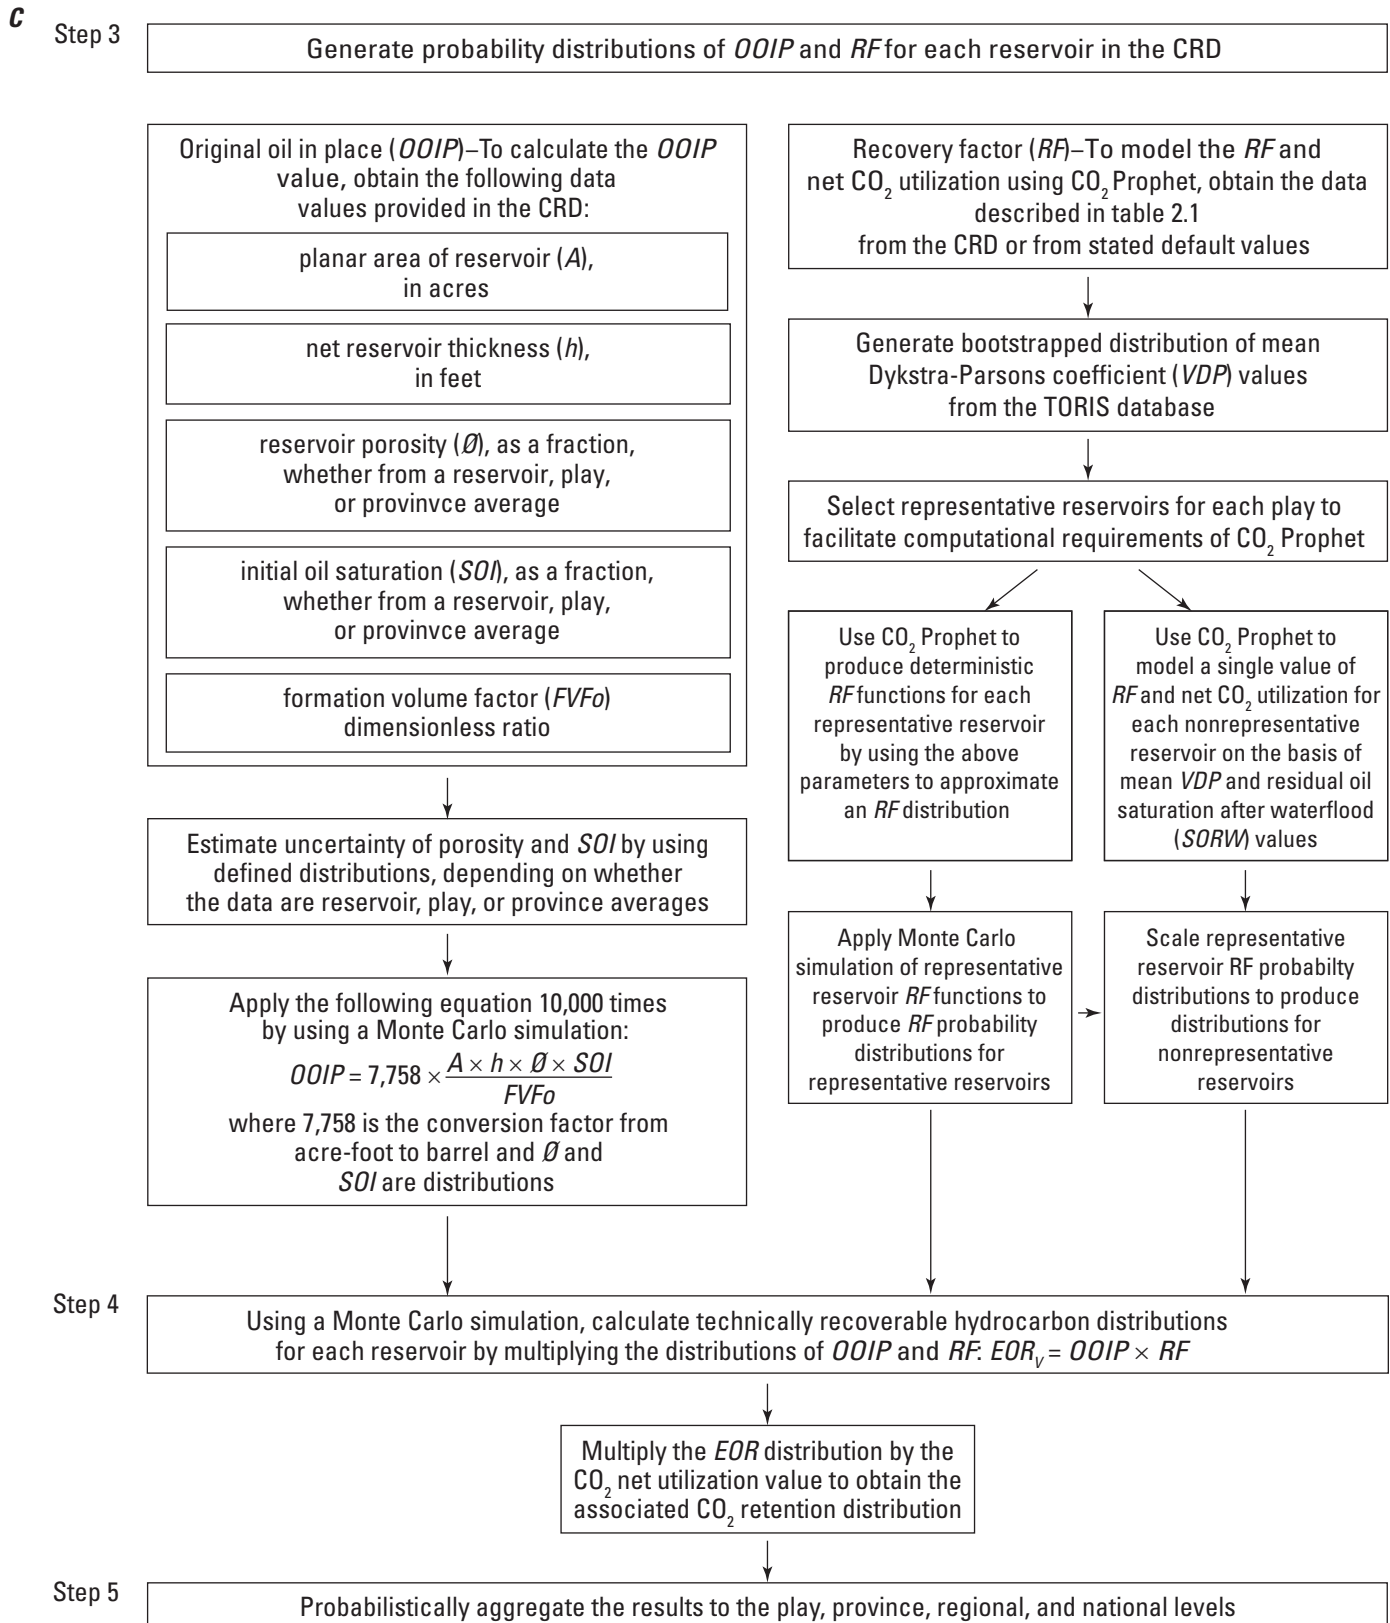 C
Step 3
Generate probability distributions of OOIP and RF for each reservoir in the CRD
Original oil in place (OOIP)–To calculate the OOIP
value, obtain the following data
values provided in the CRD:
planar area of reservoir (A),
in acres
net reservoir thickness (h),
in feet
reservoir porosity (Ø), as a fraction,
whether from a reservoir, play,
or provinvce average
initial oil saturation (SOI), as a fraction,
whether from a reservoir, play,
or provinvce average
formation volume factor (FVFo)
dimensionless ratio
Estimate uncertainty of porosity and SOI by using
defined distributions, depending on whether
the data are reservoir, play, or province averages
Apply the following equation 10,000 times
by using a Monte Carlo simulation:
OOIP = 7,758 × A × h × Ø × SOI
FVFo
where 7,758 is the conversion factor from
acre-foot to barrel and Ø and
SOI are distributions
Recovery factor (RF)–To model the RF and
net CO₂ utilization using CO₂ Prophet, obtain the data
described in table 2.1
from the CRD or from stated default values
Generate bootstrapped distribution of mean
Dykstra-Parsons coefficient (VDP) values
from the TORIS database
Select representative reservoirs for each play to
facilitate computational requirements of CO₂ Prophet
Use CO₂ Prophet to
produce deterministic
RF functions for each
representative reservoir
by using the above
parameters to approximate
an RF distribution
Use CO₂ Prophet to
model a single value of
RF and net CO₂ utilization for
each nonrepresentative
reservoir on the basis of
mean VDP and residual oil
saturation after waterflood
(SORW) values
Apply Monte Carlo
simulation of representative
reservoir RF functions to
produce RF probability
distributions for
representative reservoirs
Scale representative
reservoir RF probabilty
distributions to produce
distributions for
nonrepresentative
reservoirs
Step 4
Using a Monte Carlo simulation, calculate technically recoverable hydrocarbon distributions
for each reservoir by multiplying the distributions of OOIP and RF: EORᵥ = OOIP × RF
Multiply the EOR distribution by the
CO₂ net utilization value to obtain the
associated CO₂ retention distribution
Step 5
Probabilistically aggregate the results to the play, province, regional, and national levels